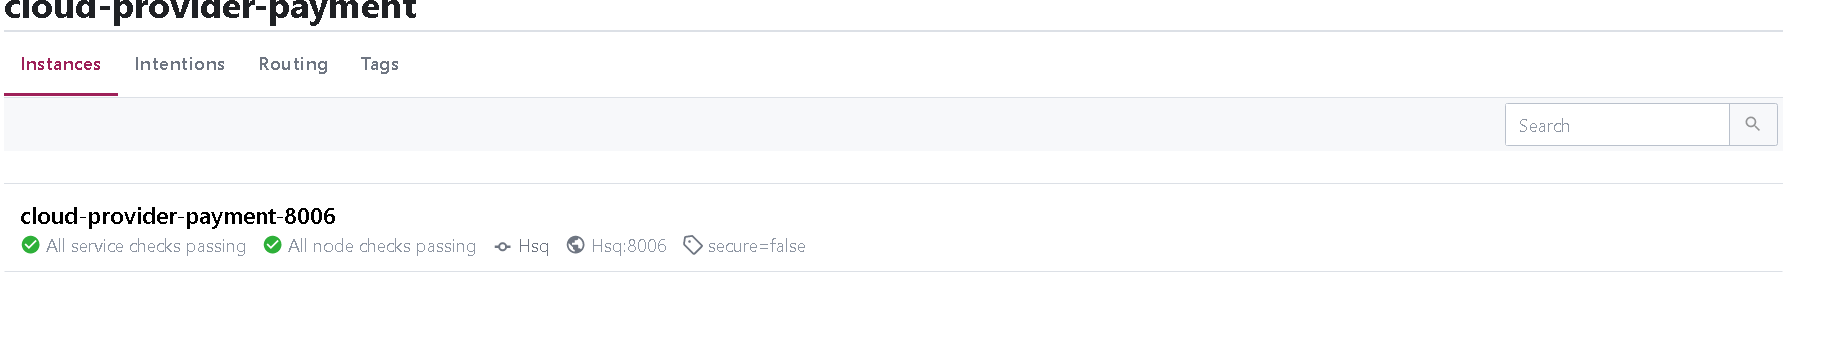 cloud-provider-payment
Instances Intentions Routing Tags
Search
cloud-provider-payment-8006
All service checks passing All node checks passing Hsq Hsq:8006 secure=false